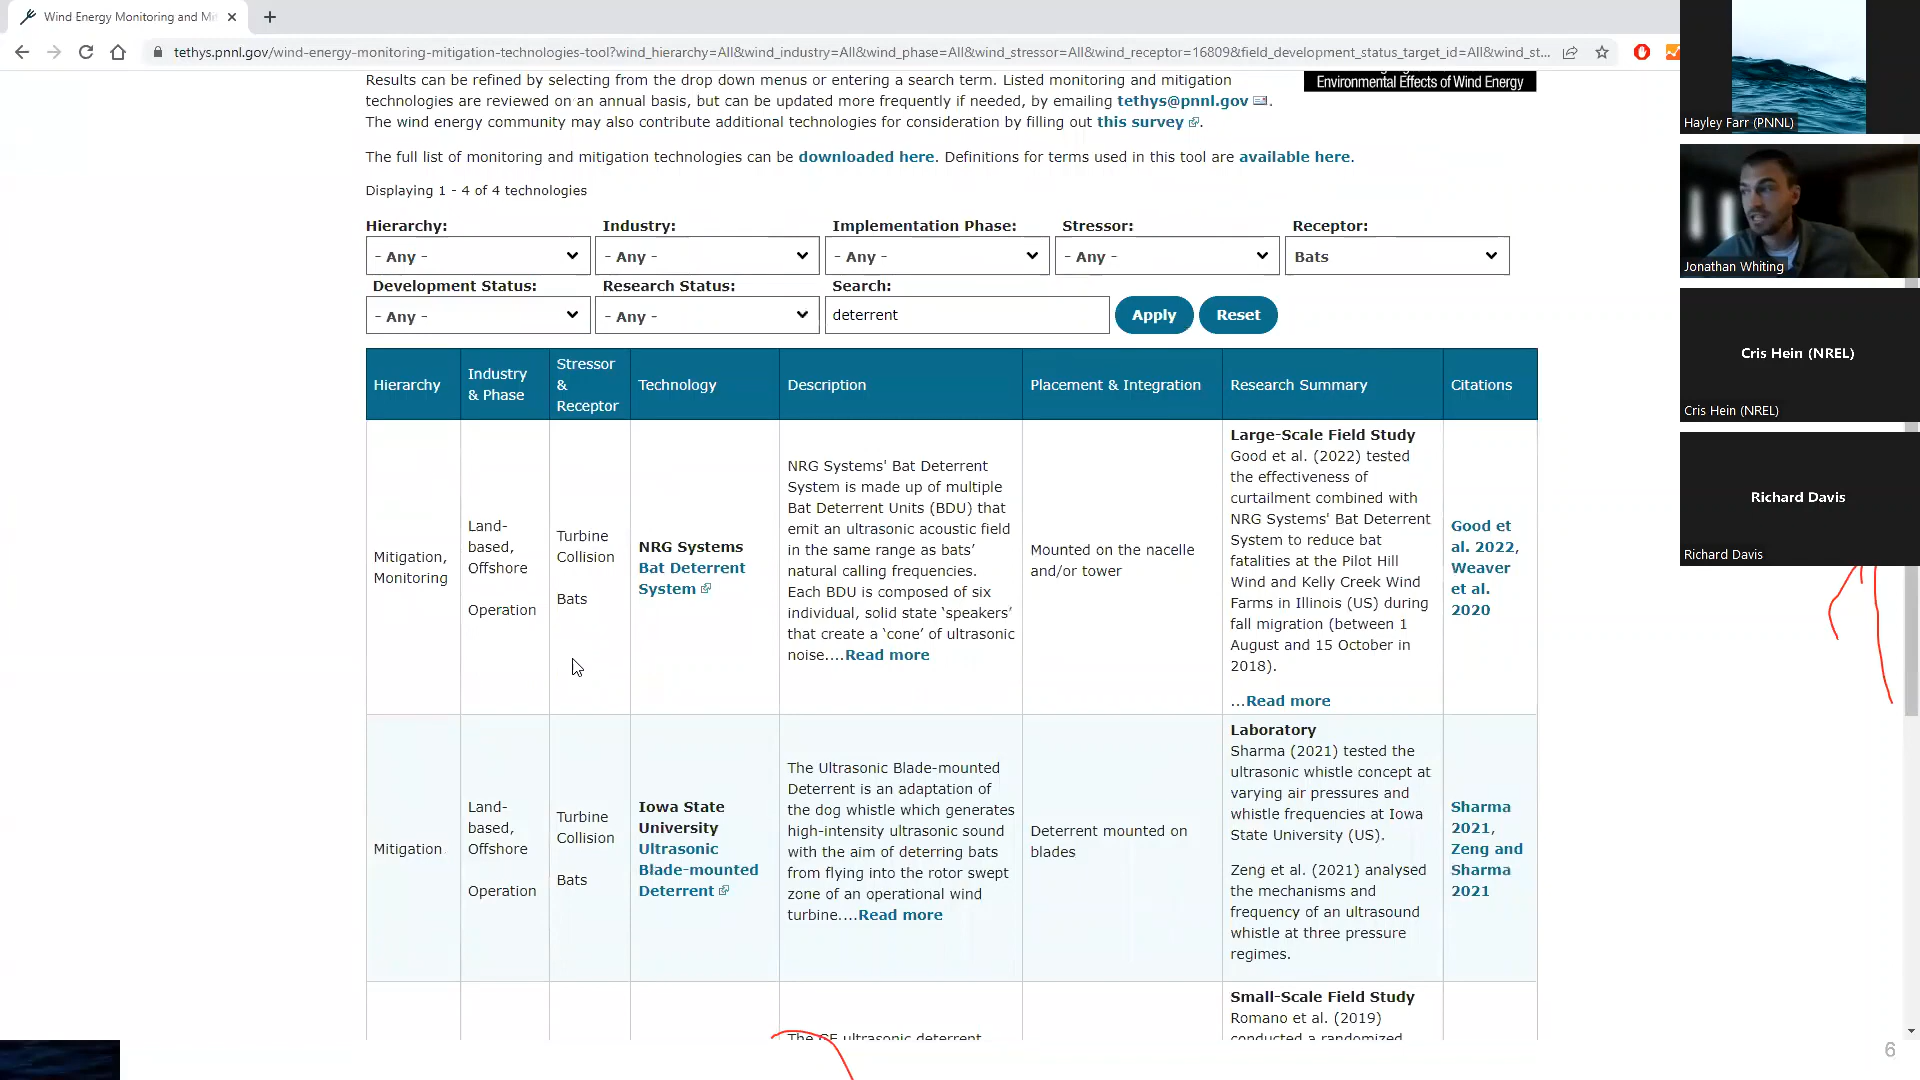 Wind Energy Monitoring and Mit
tethys.pnnl.gov/wind-energy-monitoring-mitigation-technologies-tool?wind_hierarchy=All&wind_industry=All&wind_phase=All&wind_stressor=All&wind_receptor=16809&field_development_status_target_id=All&wind_st...
Results can be refined by selecting from the drop down menus or entering a search term. Listed monitoring and mitigation
technologies are reviewed on an annual basis, but can be updated more frequently if needed, by emailing tethys@pnnl.gov.
The wind energy community may also contribute additional technologies for consideration by filling out this survey.
Environmental Effects of Wind Energy
The full list of monitoring and mitigation technologies can be downloaded here. Definitions for terms used in this tool are available here.
Displaying 1 - 4 of 4 technologies
Hierarchy: Industry: Implementation Phase: Stressor: Receptor:
- Any - - Any - - Any - - Any - Bats
Development Status: Research Status: Search:
- Any - - Any - deterrent Apply Reset
Hierarchy
Industry
& Phase
Stressor
&
Receptor
Technology
Description
Placement & Integration
Research Summary
Citations
Mitigation,
Monitoring
Land-
based,
Offshore
Operation
Turbine
Collision
Bats
NRG Systems
Bat Deterrent
System
NRG Systems' Bat Deterrent
System is made up of multiple
Bat Deterrent Units (BDU) that
emit an ultrasonic acoustic field
in the same range as bats’
natural calling frequencies.
Each BDU is composed of six
individual, solid state ‘speakers’
that create a ‘cone’ of ultrasonic
noise....Read more
Mounted on the nacelle
and/or tower
Large-Scale Field Study
Good et al. (2022) tested
the effectiveness of
curtailment combined with
NRG Systems' Bat Deterrent
System to reduce bat
fatalities at the Pilot Hill
Wind and Kelly Creek Wind
Farms in Illinois (US) during
fall migration (between 1
August and 15 October in
2018).
...Read more
Good et
al. 2022,
Weaver
et al.
2020
Mitigation
Land-
based,
Offshore
Operation
Turbine
Collision
Bats
Iowa State
University
Ultrasonic
Blade-mounted
Deterrent
The Ultrasonic Blade-mounted
Deterrent is an adaptation of
the dog whistle which generates
high-intensity ultrasonic sound
with the aim of deterring bats
from flying into the rotor swept
zone of an operational wind
turbine....Read more
Deterrent mounted on
blades
Laboratory
Sharma (2021) tested the
ultrasonic whistle concept at
varying air pressures and
whistle frequencies at Iowa
State University (US).
Zeng et al. (2021) analysed
the mechanisms and
frequency of an ultrasound
whistle at three pressure
regimes.
Sharma
2021,
Zeng and
Sharma
2021
The GE ultrasonic deterrent
Small-Scale Field Study
Romano et al. (2019)
conducted a randomized
Hayley Farr (PNNL)
Jonathan Whiting
Cris Hein (NREL)
Cris Hein (NREL)
Richard Davis
Richard Davis
6